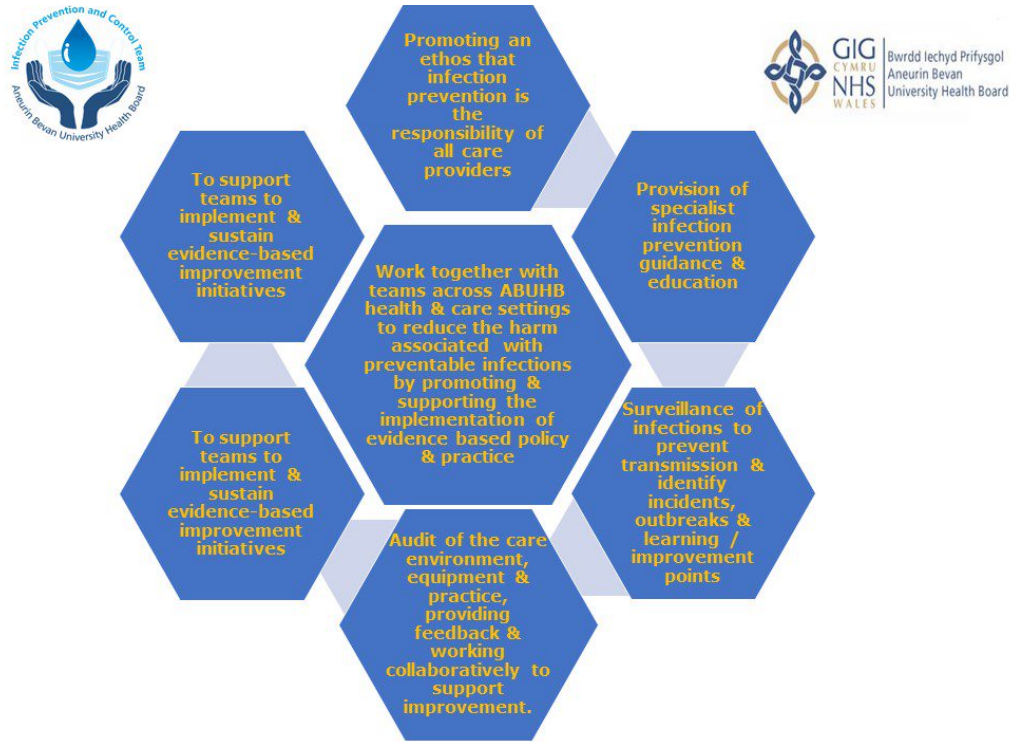 Infection Prevention and Control Team
Aneurin Bevan University Health Board
GIG
CYMRU
NHS
WALES
Bwrdd Iechyd Prifysgol
Aneurin Bevan
University Health Board
Promoting an
ethos that
infection
prevention is
the
responsibility of
all care
providers
Provision of
specialist
infection
prevention
guidance &
education
Surveillance of
infections to
prevent
transmission &
identify
incidents,
outbreaks &
learning /
improvement
points
Audit of the care
environment,
equipment &
practice,
providing
feedback &
working
collaboratively to
support
improvement.
To support
teams to
implement &
sustain
evidence-based
improvement
initiatives
To support
teams to
implement &
sustain
evidence-based
improvement
initiatives
Work together with
teams across ABUHB
health & care settings
to reduce the harm
associated with
preventable infections
by promoting &
supporting the
implementation of
evidence based policy
& practice